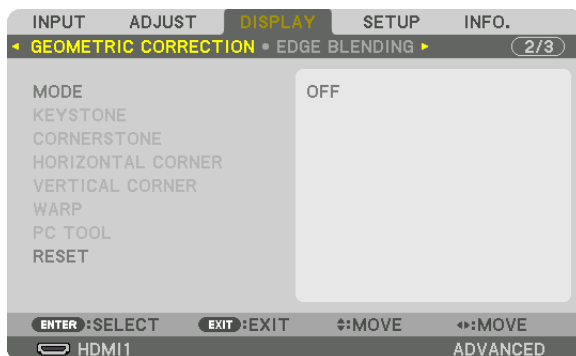 INPUT ADJUST DISPLAY SETUP INFO.
◂ GEOMETRIC CORRECTION ● EDGE BLENDING ▸ 2/3
MODE OFF
KEYSTONE
CORNERSTONE
HORIZONTAL CORNER
VERTICAL CORNER
WARP
PC TOOL
RESET
ENTER :SELECT EXIT :EXIT ⬍:MOVE ⬌:MOVE
HDMI1 ADVANCED